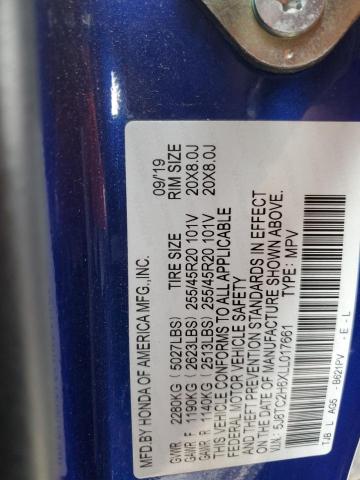 MFD.BY HONDA OF AMERICA MFG.,INC. 09/19
TIRE SIZE RIM SIZE
GVWR 2280KG (5027LBS)
GAWR F 1190KG (2623LBS) 255/45R20 101V 20X8.0J
GAWR R 1140KG (2513LBS) 255/45R20 101V 20X8.0J
THIS VEHICLE CONFORMS TO ALL APPLICABLE
FEDERAL MOTOR VEHICLE SAFETY
AND THEFT PREVENTION STANDARDS IN EFFECT
ON THE DATE OF MANUFACTURE SHOWN ABOVE.
V.I.N.: 5J8TC2H6XLL017661 TYPE: MPV
TJB L AG5 - B621PV - E - L